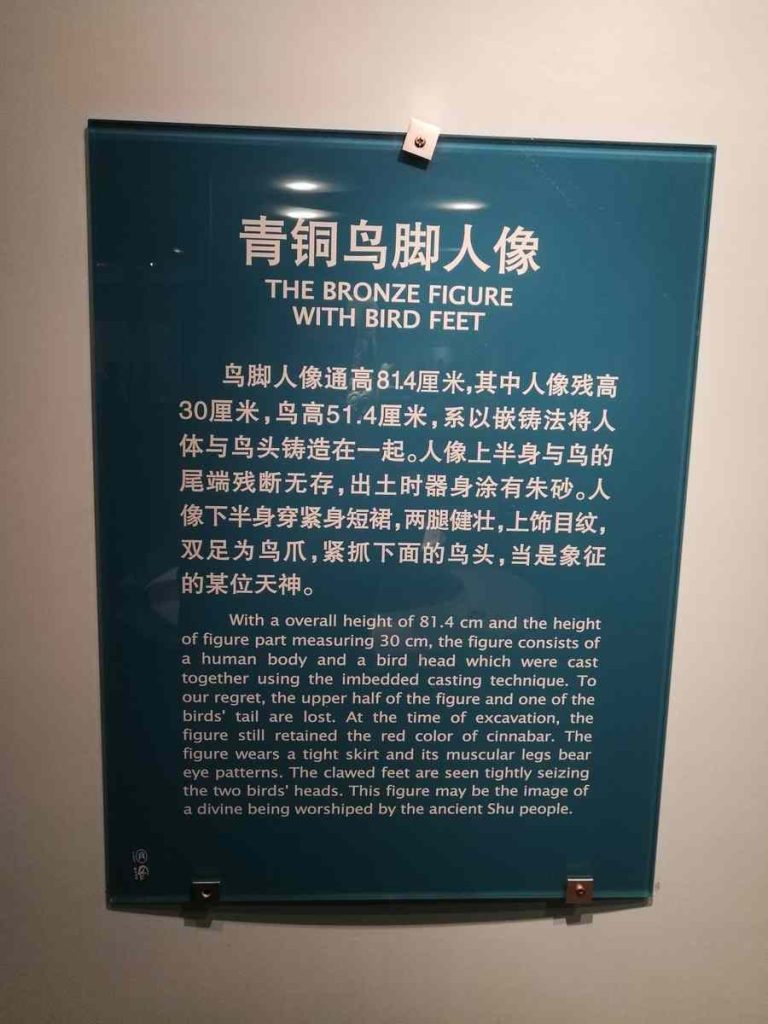 青铜鸟脚人像
THE BRONZE FIGURE
WITH BIRD FEET
鸟脚人像通高81.4厘米,其中人像残高
30厘米,鸟高51.4厘米,系以嵌铸法将人
体与鸟头铸造在一起。人像上半身与鸟的
尾端残断无存,出土时器身涂有朱砂。人
像下半身穿紧身短裙,两腿健壮,上饰目纹,
双足为鸟爪,紧抓下面的鸟头,当是象征
的某位天神。
With a overall height of 81.4 cm and the height
of figure part measuring 30 cm, the figure consists of
a human body and a bird head which were cast
together using the imbedded casting technique. To
our regret, the upper half of the figure and one of the
birds' tail are lost. At the time of excavation, the
figure still retained the red color of cinnabar. The
figure wears a tight skirt and its muscular legs bear
eye patterns. The clawed feet are seen tightly seizing
the two birds' heads. This figure may be the image of
a divine being worshiped by the ancient Shu people.